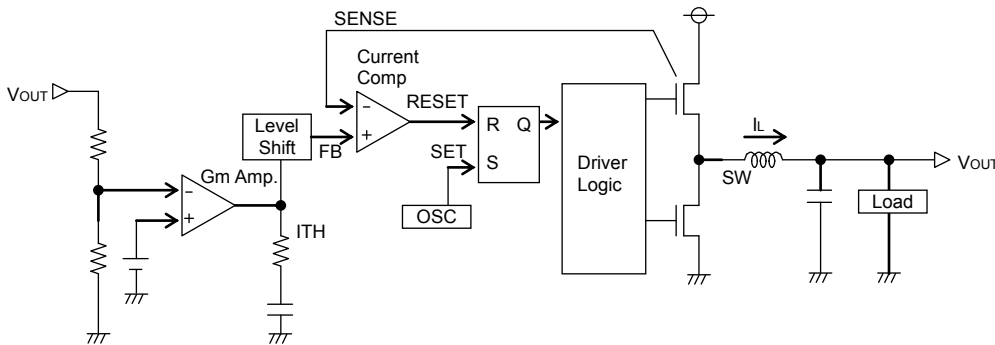 SENSE
Current
Comp
VOUT
RESET
Level
Shift
−
+
R Q
S
FB
SET
Driver
Logic
IL
VOUT
SW
Gm Amp.
−
+
OSC
Load
ITH